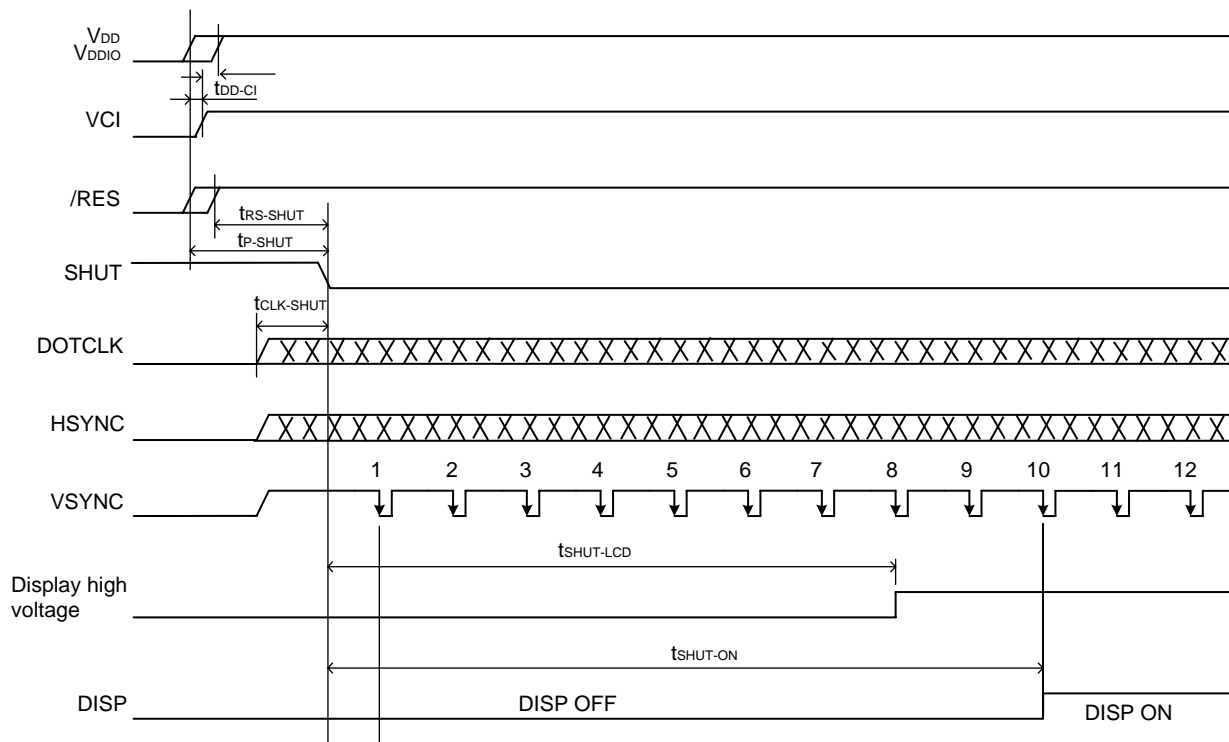 VDD
VDDIO
tDD-CI
VCI
/RES
tRS-SHUT
tP-SHUT
SHUT
tCLK-SHUT
DOTCLK
HSYNC
1 2 3 4 5 6 7 8 9 10 11 12
VSYNC
tSHUT-LCD
Display high
voltage
tSHUT-ON
DISP
DISP OFF
DISP ON